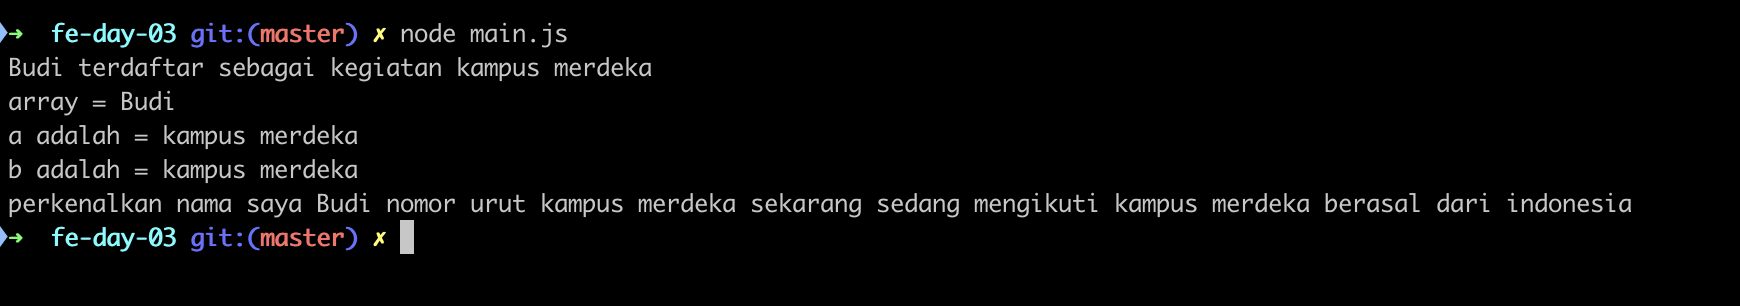 ➜  fe-day-03 git:(master) ✗ node main.js
Budi terdaftar sebagai kegiatan kampus merdeka
array = Budi
a adalah = kampus merdeka
b adalah = kampus merdeka
perkenalkan nama saya Budi nomor urut kampus merdeka sekarang sedang mengikuti kampus merdeka berasal dari indonesia
➜  fe-day-03 git:(master) ✗